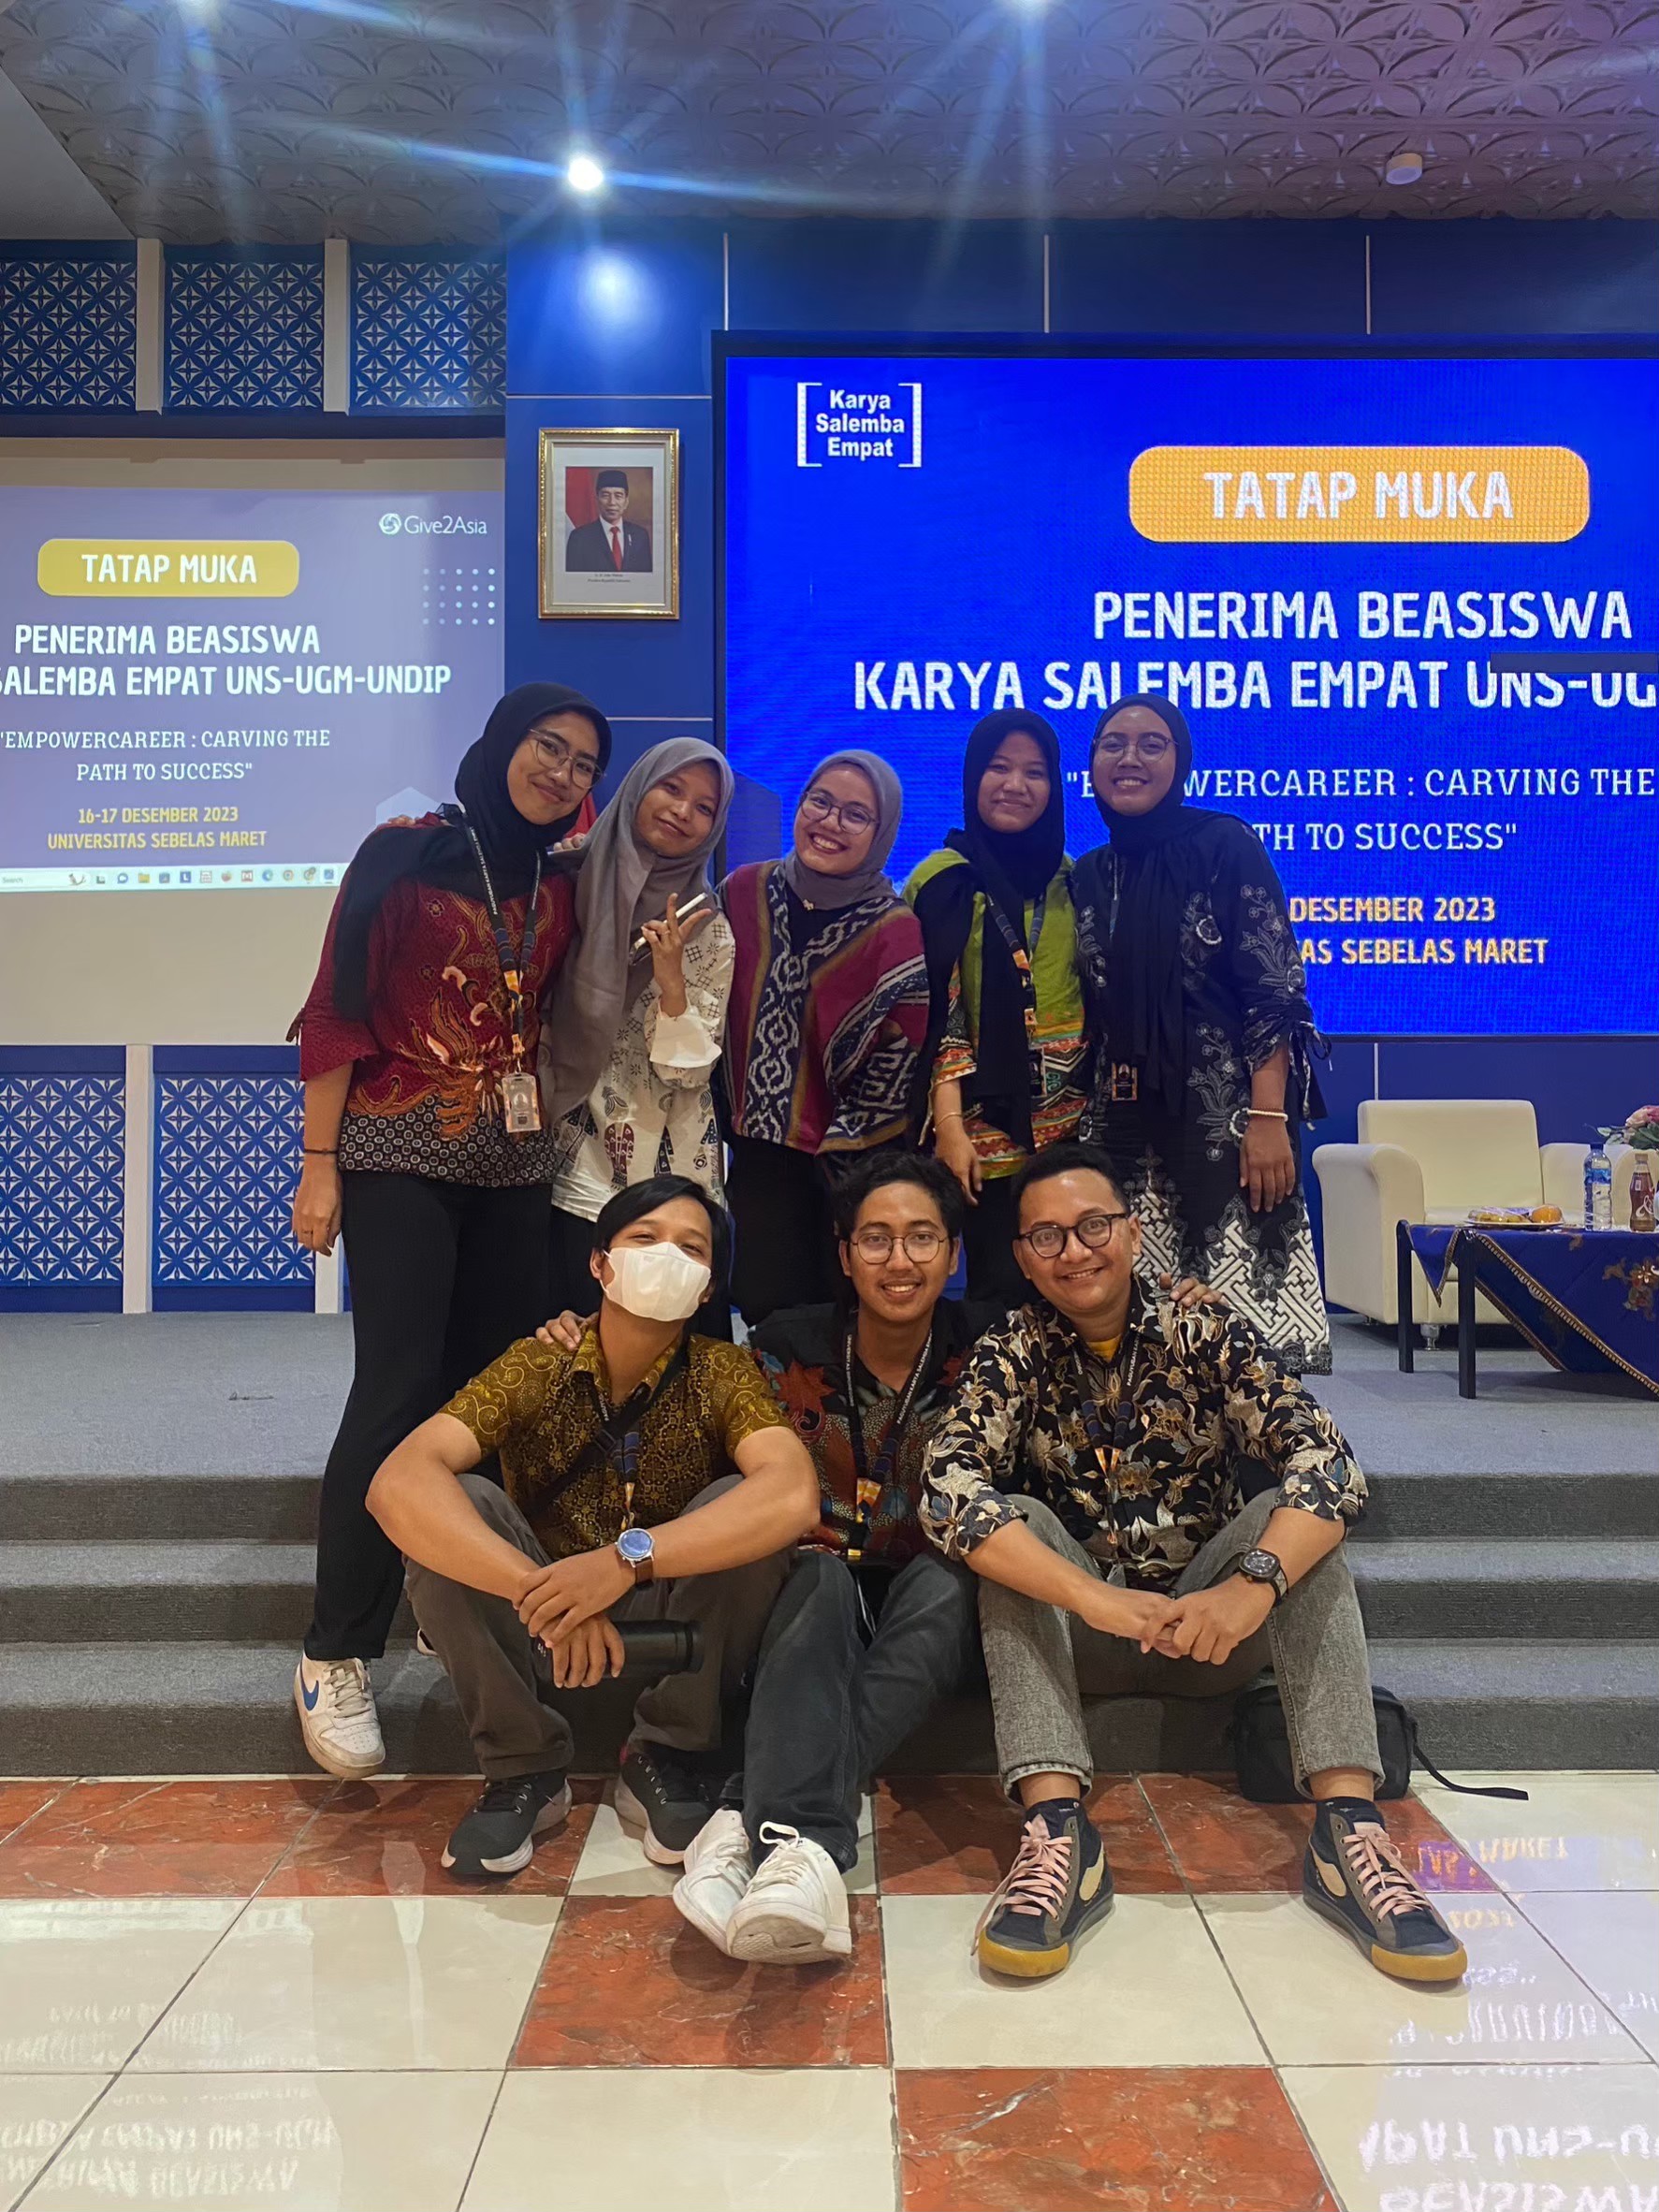 Give2Asia
TATAP MUKA
PENERIMA BEASISWA
SALEMBA EMPAT UNS-UGM-UNDIP
"EMPOWERCAREER : CARVING THE
PATH TO SUCCESS"
16-17 DESEMBER 2023
UNIVERSITAS SEBELAS MARET
Search
Karya
Salemba
Empat
TATAP MUKA
PENERIMA BEASISWA
KARYA SALEMBA EMPAT UNS-UG
"E POWERCAREER : CARVING THE
TH TO SUCCESS"
DESEMBER 2023
AS SEBELAS MARET